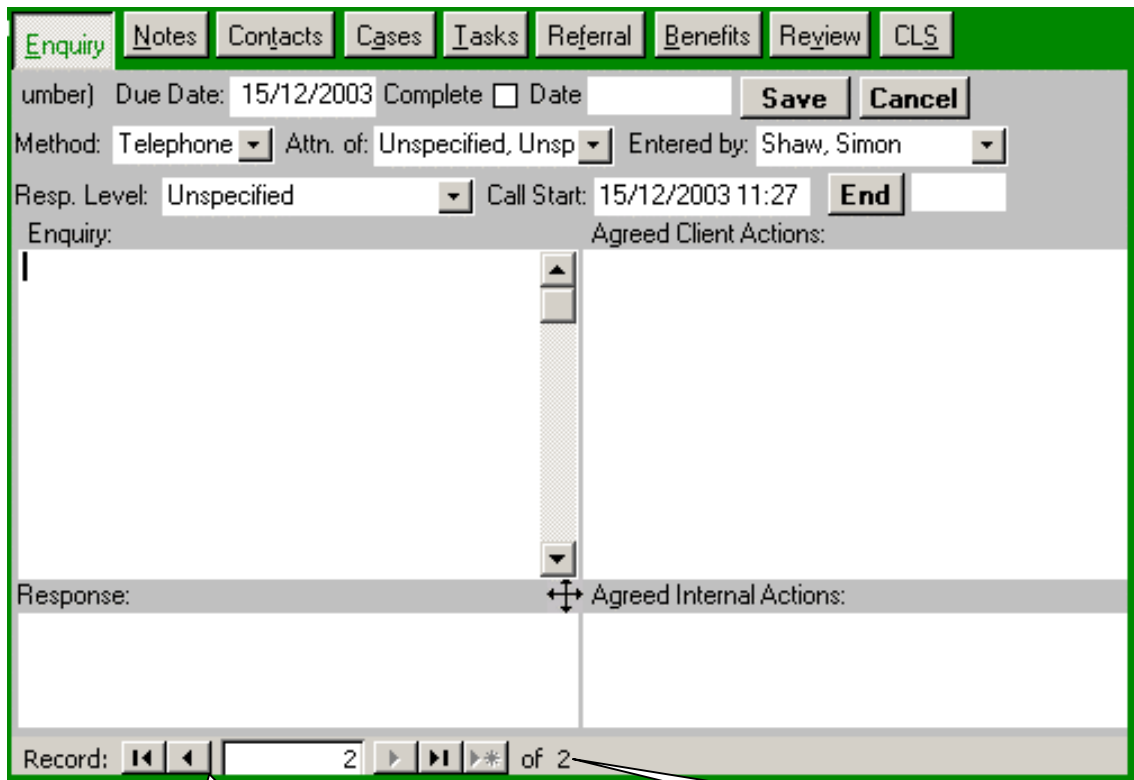 Enquiry Notes Contacts Cases Tasks Referral Benefits Review CLS
umber) Due Date: 15/12/2003 Complete Date Save Cancel
Method: Telephone Attn. of: Unspecified, Unsp Entered by: Shaw, Simon
Resp. Level: Unspecified Call Start: 15/12/2003 11:27 End
Enquiry: Agreed Client Actions:
Response: Agreed Internal Actions:
Record: 2 of 2